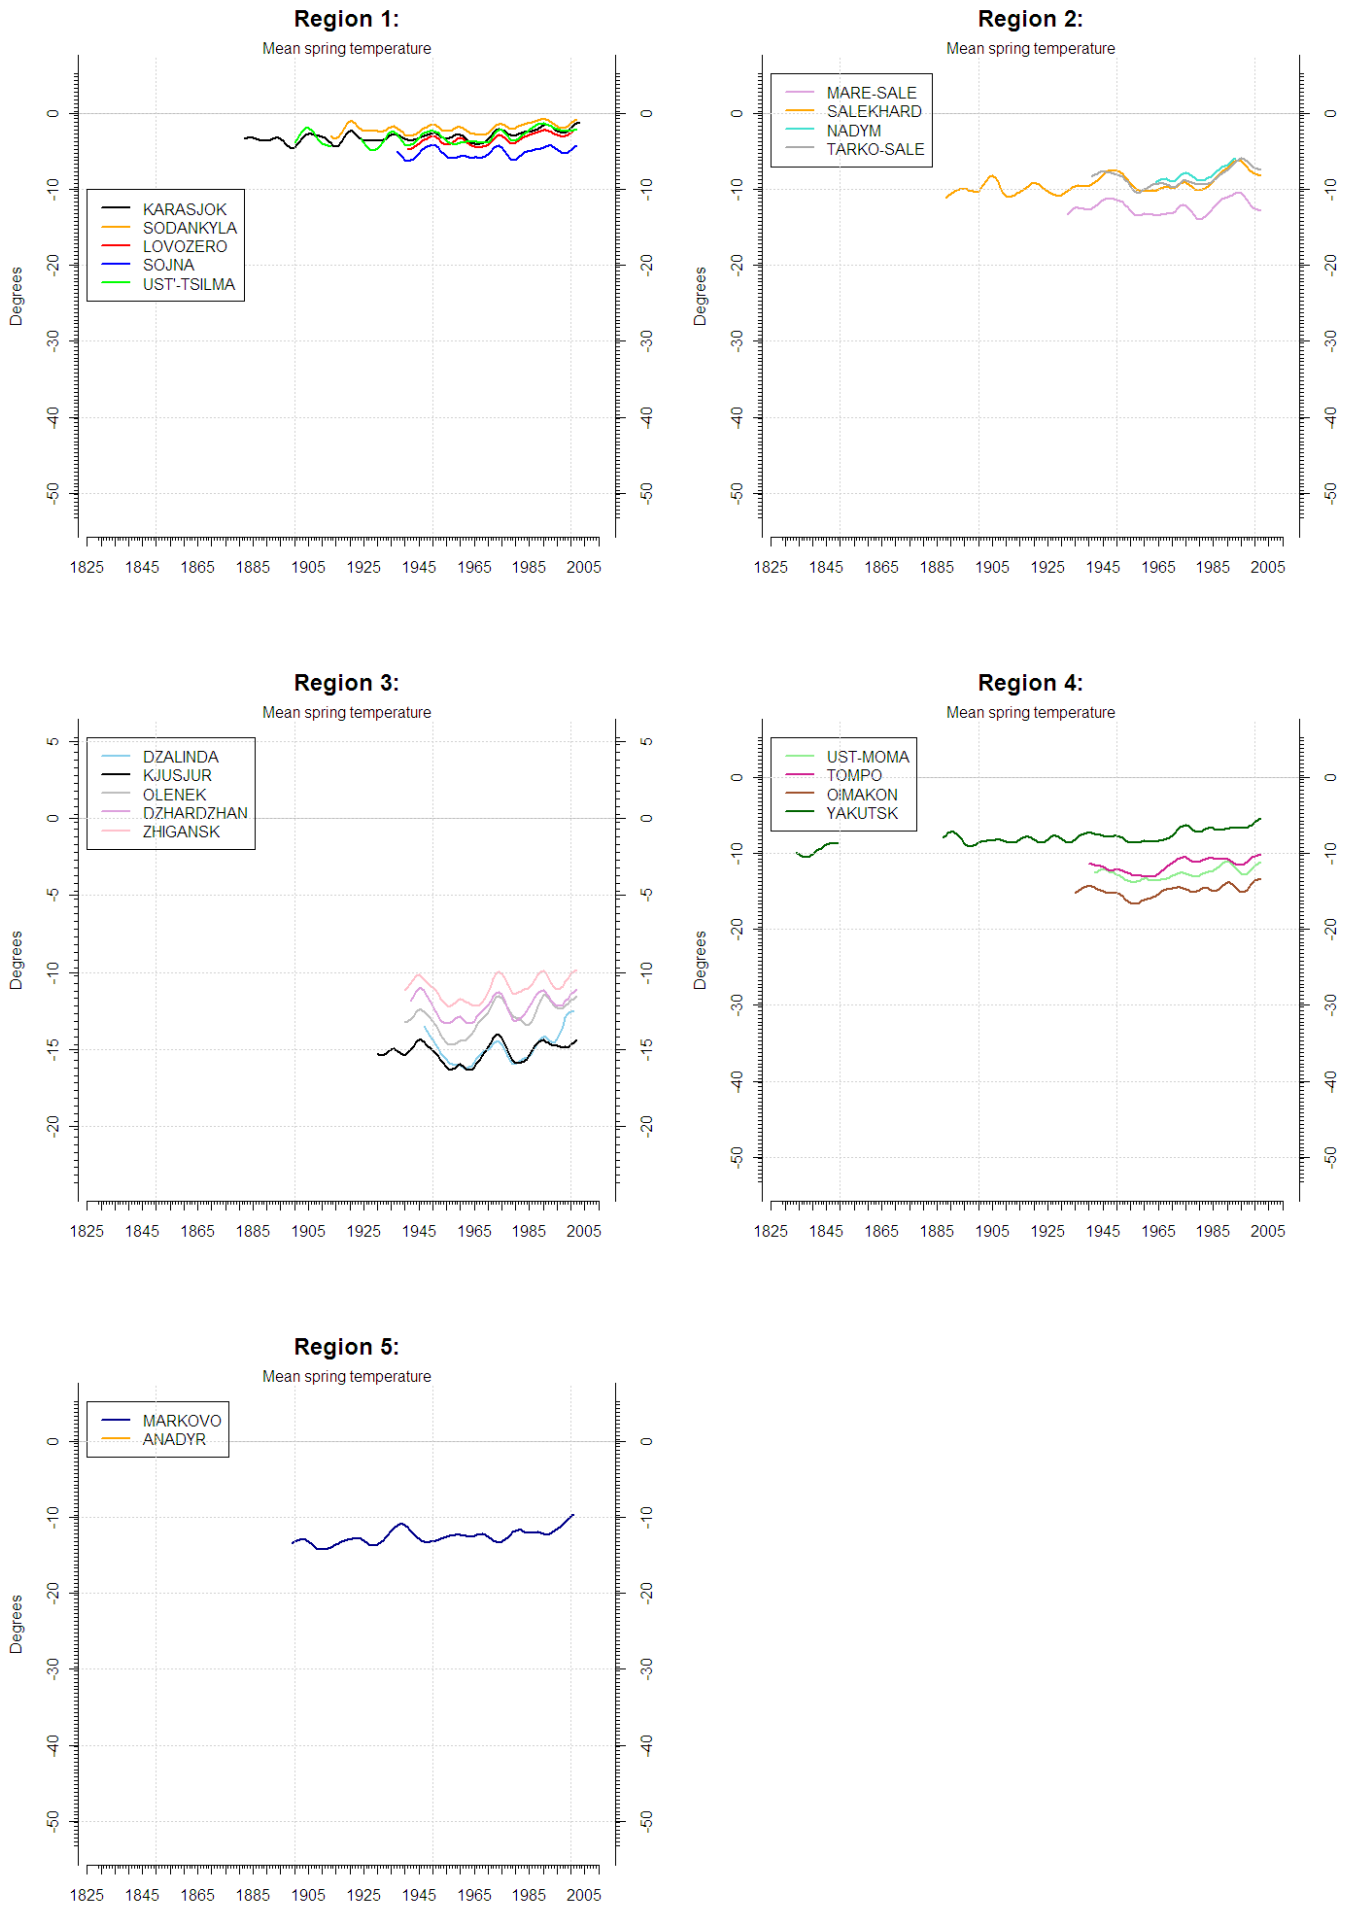 Region 1:
Mean spring temperature
0
-10
-20
-30
-40
-50
Degrees
0
-10
-20
-30
-40
-50
KARASJOK
SODANKYLA
LOVOZERO
SOJNA
UST'-TSILMA
1825 1845 1865 1885 1905 1925 1945 1965 1985 2005
Region 2:
Mean spring temperature
0
-10
-20
-30
-40
-50
Degrees
0
-10
-20
-30
-40
-50
MARE-SALE
SALEKHARD
NADYM
TARKO-SALE
1825 1845 1865 1885 1905 1925 1945 1965 1985 2005
Region 3:
Mean spring temperature
5
0
-5
-10
-15
-20
Degrees
5
0
-5
-10
-15
-20
DZALINDA
KJUSJUR
OLENEK
DZHARDZHAN
ZHIGANSK
1825 1845 1865 1885 1905 1925 1945 1965 1985 2005
Region 4:
Mean spring temperature
0
-10
-20
-30
-40
-50
Degrees
0
-10
-20
-30
-40
-50
UST-MOMA
TOMPO
OIMAKON
YAKUTSK
1825 1845 1865 1885 1905 1925 1945 1965 1985 2005
Region 5:
Mean spring temperature
0
-10
-20
-30
-40
-50
Degrees
0
-10
-20
-30
-40
-50
MARKOVO
ANADYR
1825 1845 1865 1885 1905 1925 1945 1965 1985 2005